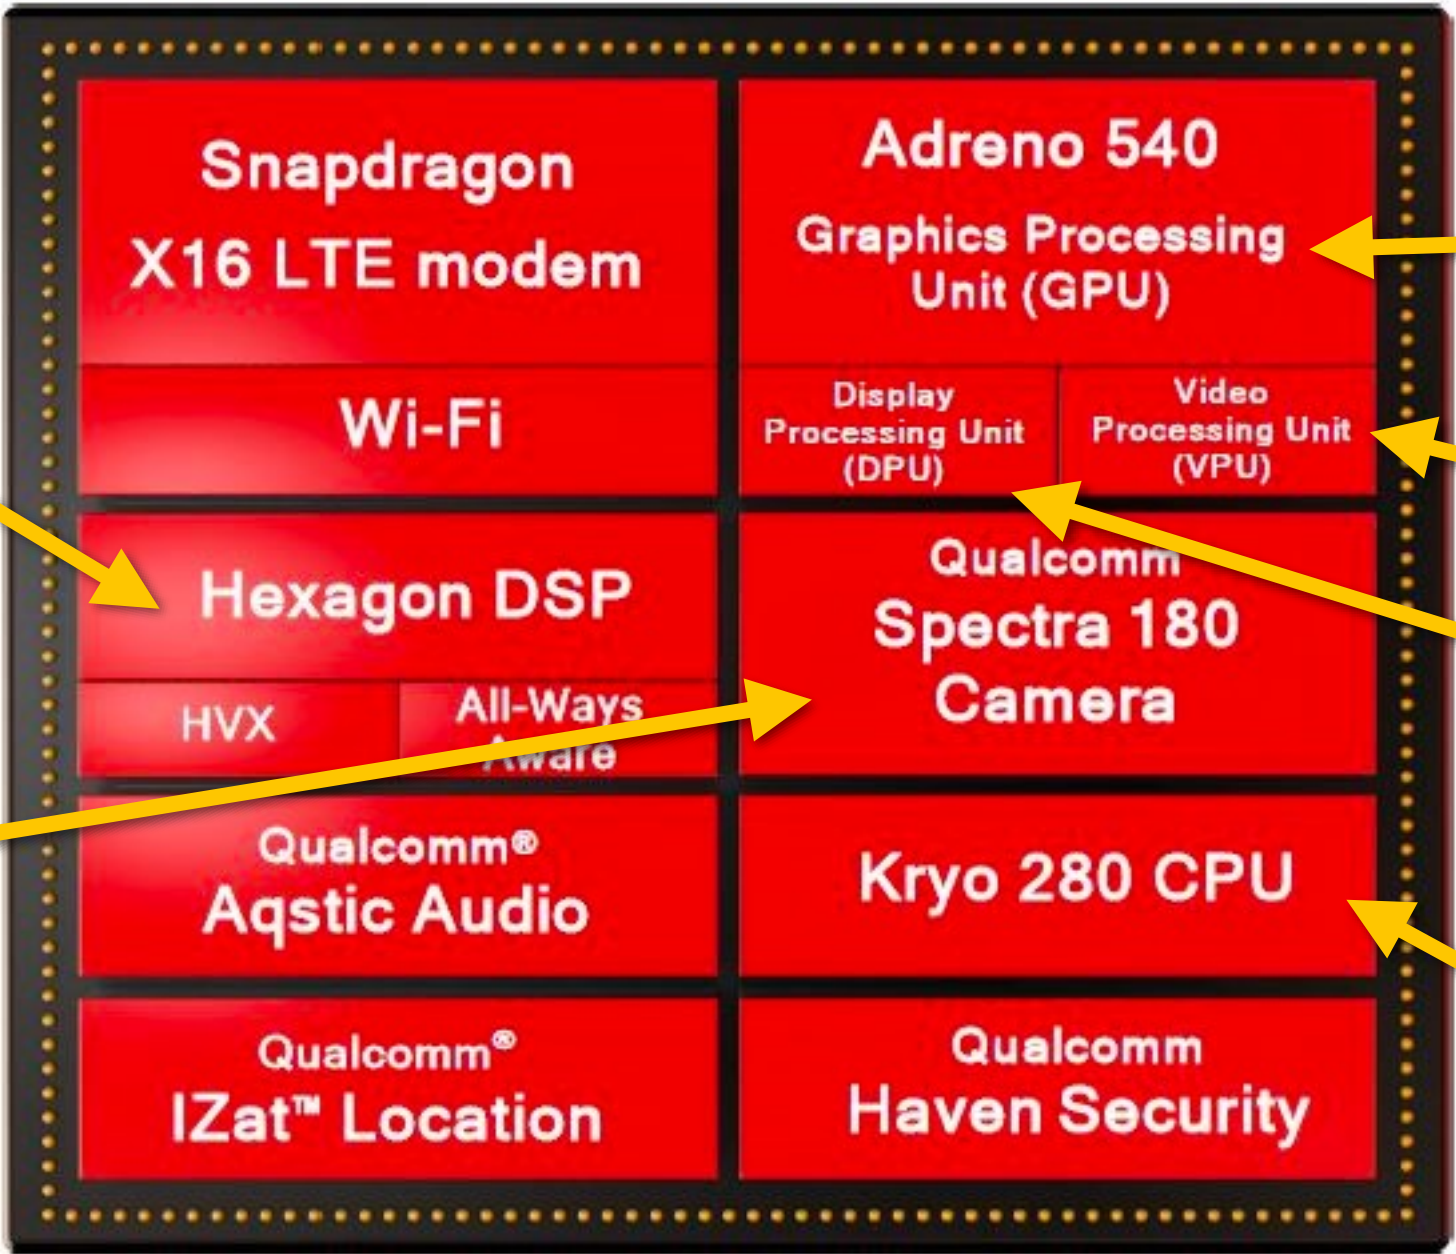 Snapdragon
X16 LTE modem
Wi-Fi
Hexagon DSP
HVX
All-Ways
Aware
Qualcomm®
Aqstic Audio
Qualcomm®
IZat™ Location
Adreno 540
Graphics Processing
Unit (GPU)
Display
Processing Unit
(DPU)
Video
Processing Unit
(VPU)
Qualcomm
Spectra 180
Camera
Kryo 280 CPU
Qualcomm
Haven Security